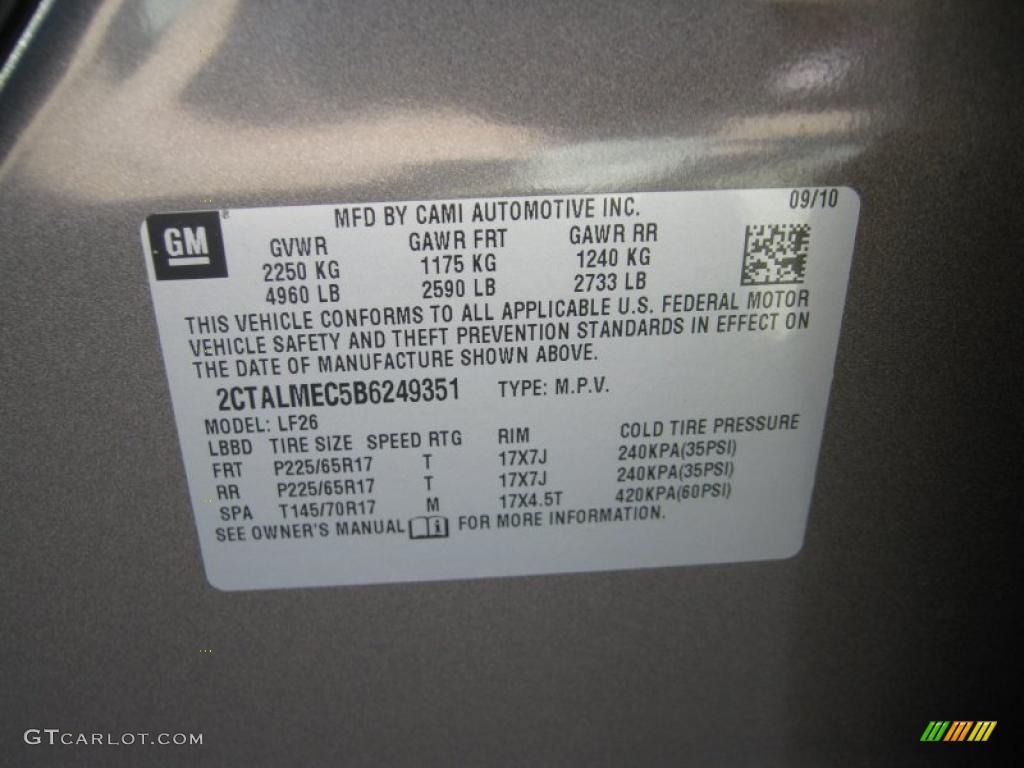 09/10
MFD BY CAMI AUTOMOTIVE INC.
GM®
GVWR GAWR FRT GAWR RR
2250 KG 1175 KG 1240 KG
4960 LB 2590 LB 2733 LB
THIS VEHICLE CONFORMS TO ALL APPLICABLE U.S. FEDERAL MOTOR
VEHICLE SAFETY AND THEFT PREVENTION STANDARDS IN EFFECT ON
THE DATE OF MANUFACTURE SHOWN ABOVE.
2CTALMEC5B6249351 TYPE: M.P.V.
MODEL: LF26
LBBD TIRE SIZE SPEED RTG RIM COLD TIRE PRESSURE
FRT P225/65R17 T 17X7J 240KPA(35PSI)
RR P225/65R17 T 17X7J 240KPA(35PSI)
SPA T145/70R17 M 17X4.5T 420KPA(60PSI)
SEE OWNER'S MANUAL i FOR MORE INFORMATION.
GTCARLOT.COM